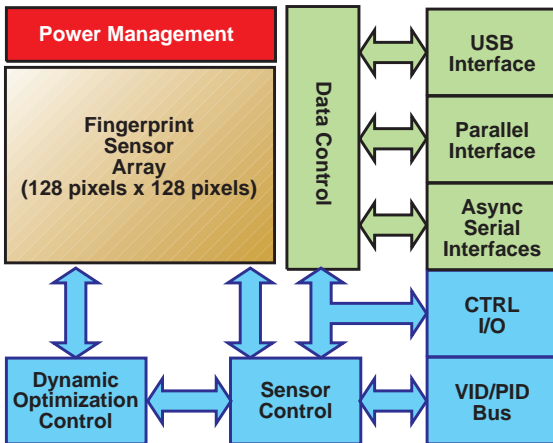 Power Management
Fingerprint
Sensor
Array
(128 pixels x 128 pixels)
Data Control
USB
Interface
Parallel
Interface
Async
Serial
Interfaces
CTRL
I/O
Dynamic
Optimization
Control
Sensor
Control
VID/PID
Bus